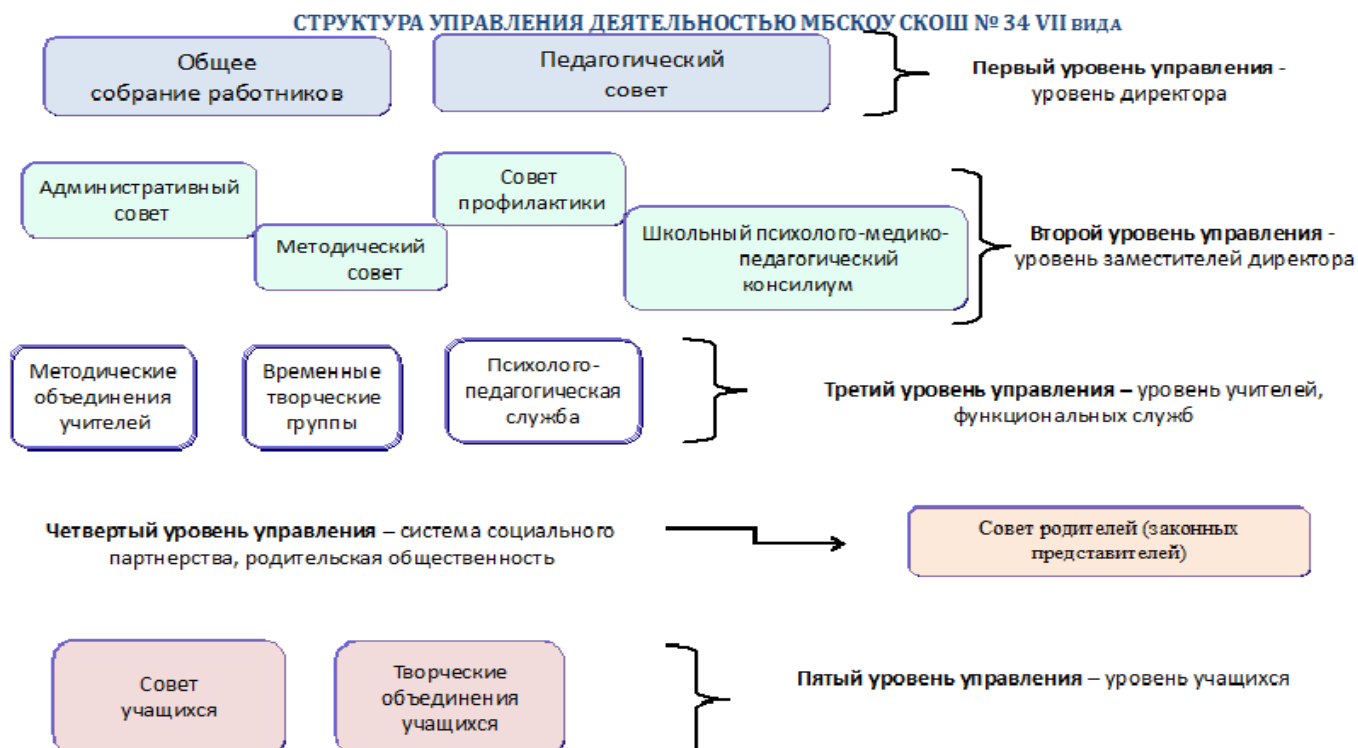 СТРУКТУРА УПРАВЛЕНИЯ ДЕЯТЕЛЬНОСТЬЮ МБСКОУ СКОШ № 34 VII ВИДА
Общее
собрание работников
Педагогический
совет
Первый уровень управления -
уровень директора
Административный
совет
Методический
совет
Совет
профилактики
Школьный психолого-медико-
педагогический
консилиум
Второй уровень управления -
уровень заместителей директора
Методические
объединения
учителей
Временные
творческие
группы
Психолого-
педагогическая
служба
Третий уровень управления – уровень учителей,
функциональных служб
Четвертый уровень управления – система социального
партнерства, родительская общественность
Совет родителей (законных
представителей)
Совет
учащихся
Творческие
объединения
учащихся
Пятый уровень управления – уровень учащихся